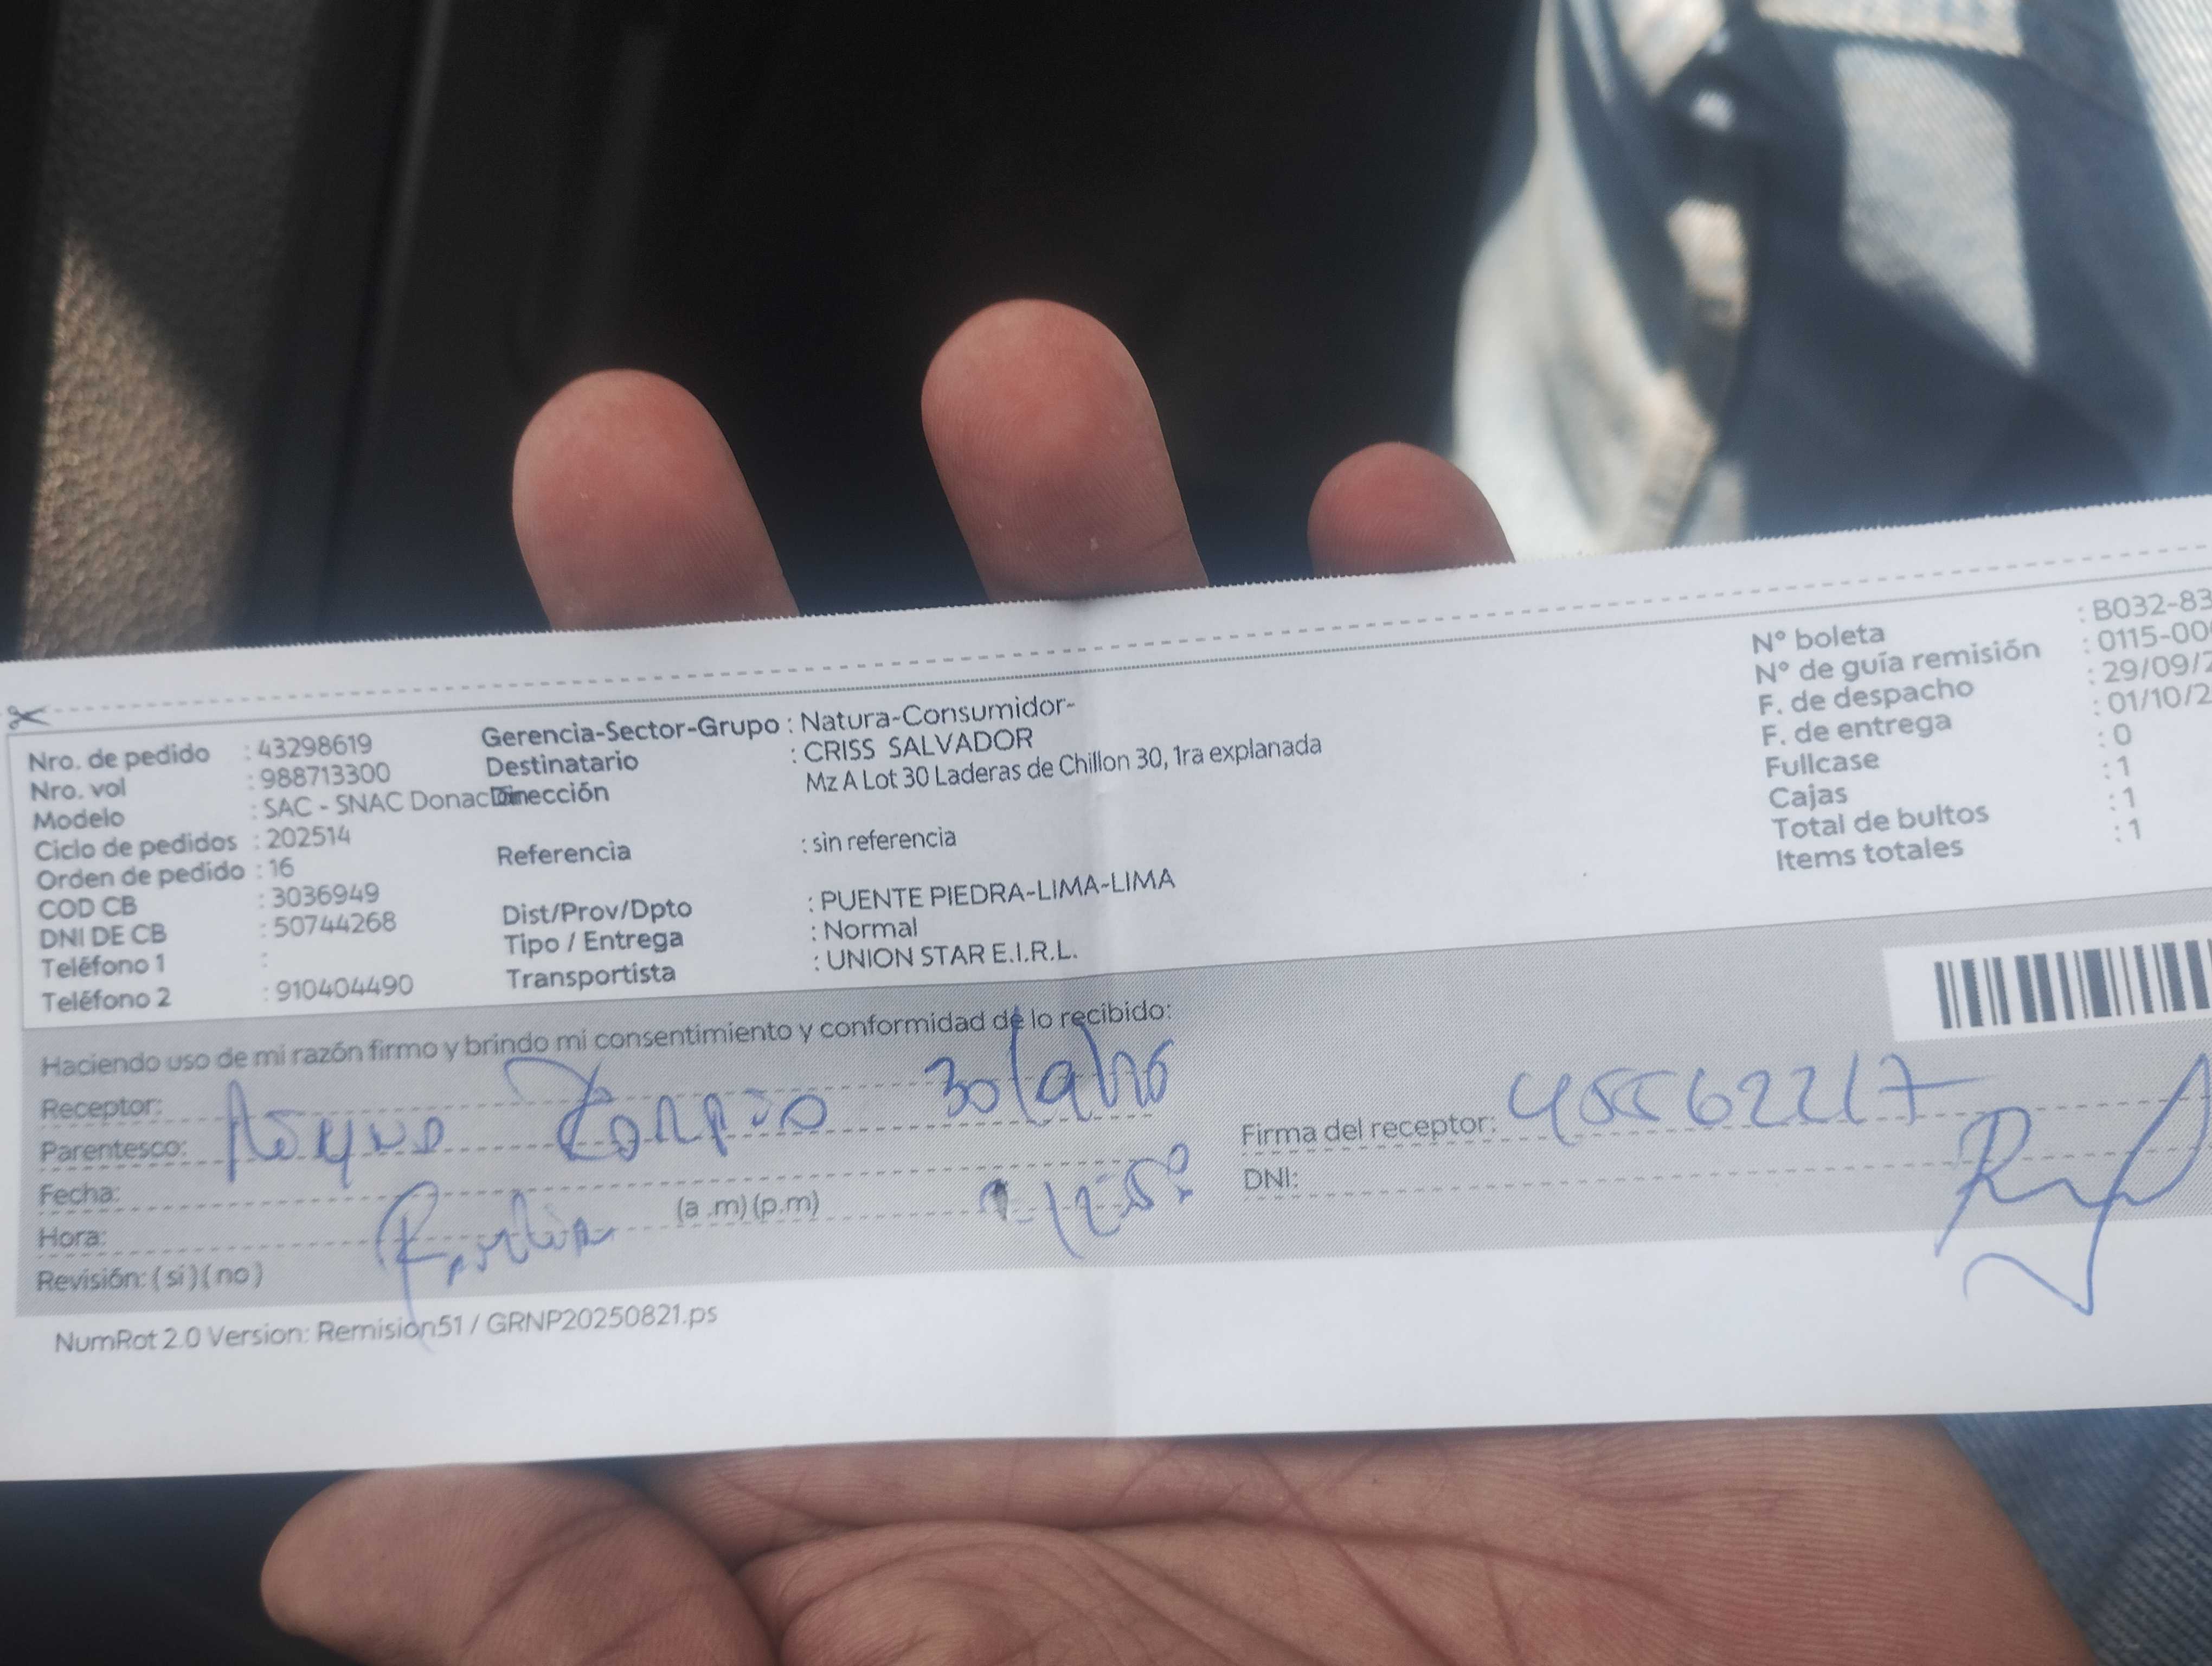 Nro. de pedido : 43298619
Nro. vol : 988713300
Modelo : SAC - SNAC Donac
Ciclo de pedidos : 202514
Orden de pedido : 16
COD CB : 3036949
DNI DE CB : 50744268
Teléfono 1 :
Teléfono 2 : 910404490
Gerencia-Sector-Grupo : Natura-Consumidor-
Destinatario : CRISS SALVADOR
Dirección Mz A Lot 30 Laderas de Chillon 30, 1ra explanada
Referencia : sin referencia
Dist/Prov/Dpto : PUENTE PIEDRA-LIMA-LIMA
Tipo / Entrega : Normal
Transportista : UNION STAR E.I.R.L.
N° boleta : B032-83
N° de guía remisión : 0115-00
F. de despacho : 29/09/2
F. de entrega : 01/10/2
Fullcase : 0
Cajas : 1
Total de bultos : 1
Items totales : 1
Haciendo uso de mi razón firmo y brindo mi consentimiento y conformidad de lo recibido:
Receptor:
Parentesco:
Fecha:
Hora: (a .m) (p.m)
Revisión: ( si ) ( no )
Firma del receptor:
DNI:
NumRot 2.0 Version: Remision51 / GRNP20250821.ps